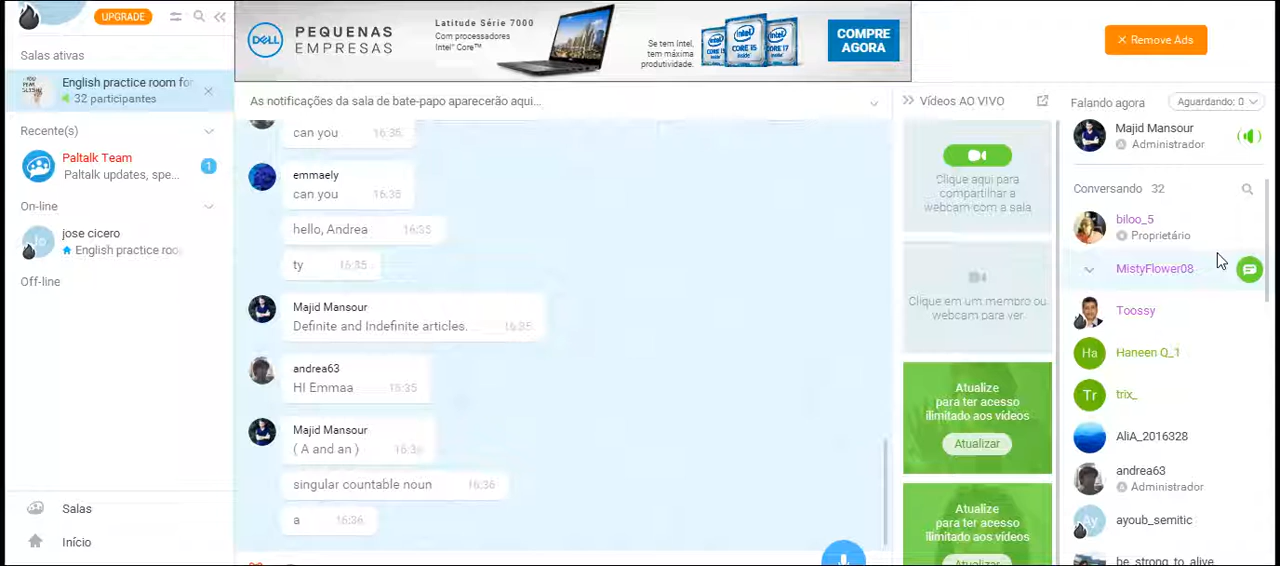 UPGRADE
Salas ativas
English practice room for
32 participantes
Recente(s)
Paltalk Team
1
Paltalk updates, spe...
On-line
Jo
jose cicero
English practice roo
Off-line
Salas
Início
DELL
PEQUENAS
EMPRESAS
Latitude Série 7000
Com processadores
Intel® Core™
Se tem Intel,
tem máxima
produtividade.
CORE i3
CORE i5
CORE i7
COMPRE
AGORA
× Remove Ads
As notificações da sala de bate-papo aparecerão aqui...
can you 16:35
emmaely
can you 16:35
hello, Andrea 16:35
ty 16:35
Majid Mansour
Definite and Indefinite articles. 16:35
andrea63
HI Emmaa 16:35
Majid Mansour
( A and an ) 16:36
singular countable noun 16:36
a 16:36
Vídeos AO VIVO
Clique aqui para
compartilhar a
webcam com a sala
Clique em um membro ou
webcam para ver
Atualize
para ter acesso
ilimitado aos vídeos
Atualizar
Atualize
para ter acesso
ilimitado aos vídeos
Atualizar
Falando agora
Aguardando: 0
Majid Mansour
Administrador
Conversando 32
biloo_5
Proprietário
MistyFlower08
Toossy
Ha
Haneen Q_1
Tr
trix_
AliA_2016328
andrea63
Administrador
Ay
ayoub_semitic
be_strong_to_alive